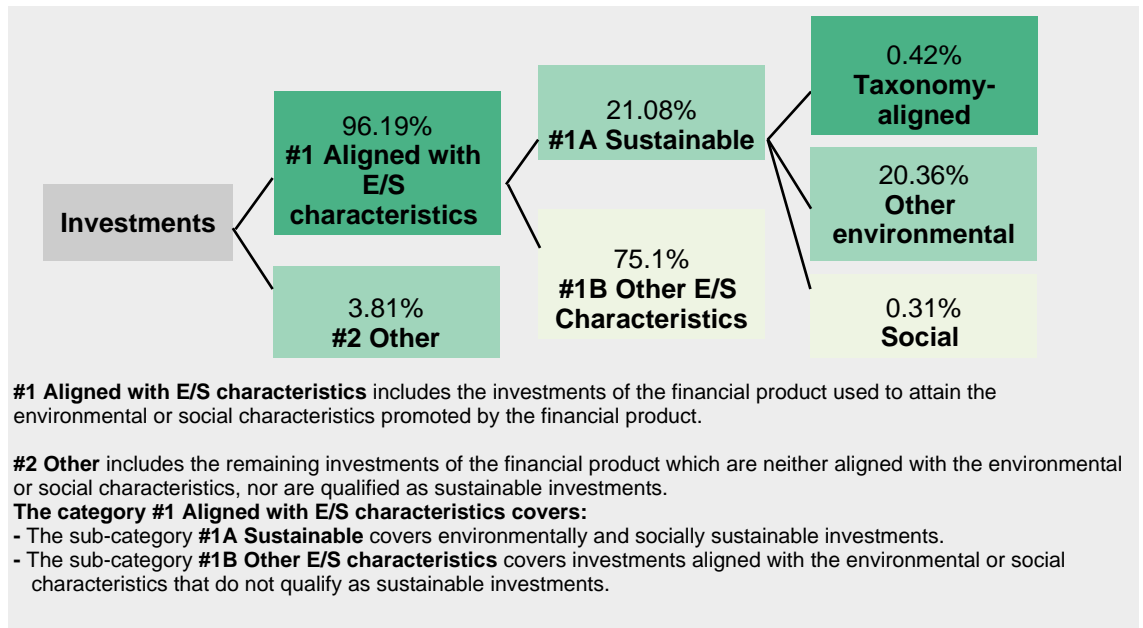 Investments
96.19%
#1 Aligned with
E/S
characteristics
3.81%
#2 Other
21.08%
#1A Sustainable
75.1%
#1B Other E/S
Characteristics
0.42%
Taxonomy-
aligned
20.36%
Other
environmental
0.31%
Social
#1 Aligned with E/S characteristics includes the investments of the financial product used to attain the
environmental or social characteristics promoted by the financial product.
#2 Other includes the remaining investments of the financial product which are neither aligned with the environmental
or social characteristics, nor are qualified as sustainable investments.
The category #1 Aligned with E/S characteristics covers:
- The sub-category #1A Sustainable covers environmentally and socially sustainable investments.
- The sub-category #1B Other E/S characteristics covers investments aligned with the environmental or social
characteristics that do not qualify as sustainable investments.